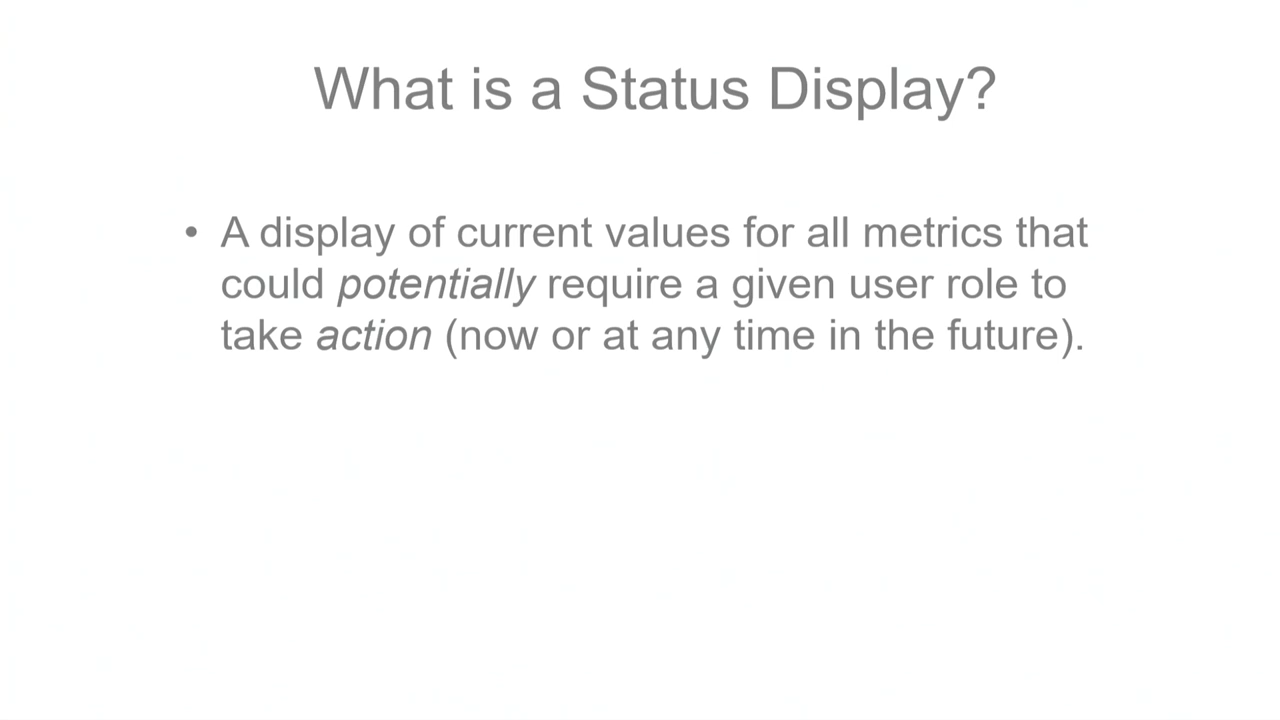 What is a Status Display?
• A display of current values for all metrics that
could potentially require a given user role to
take action (now or at any time in the future).